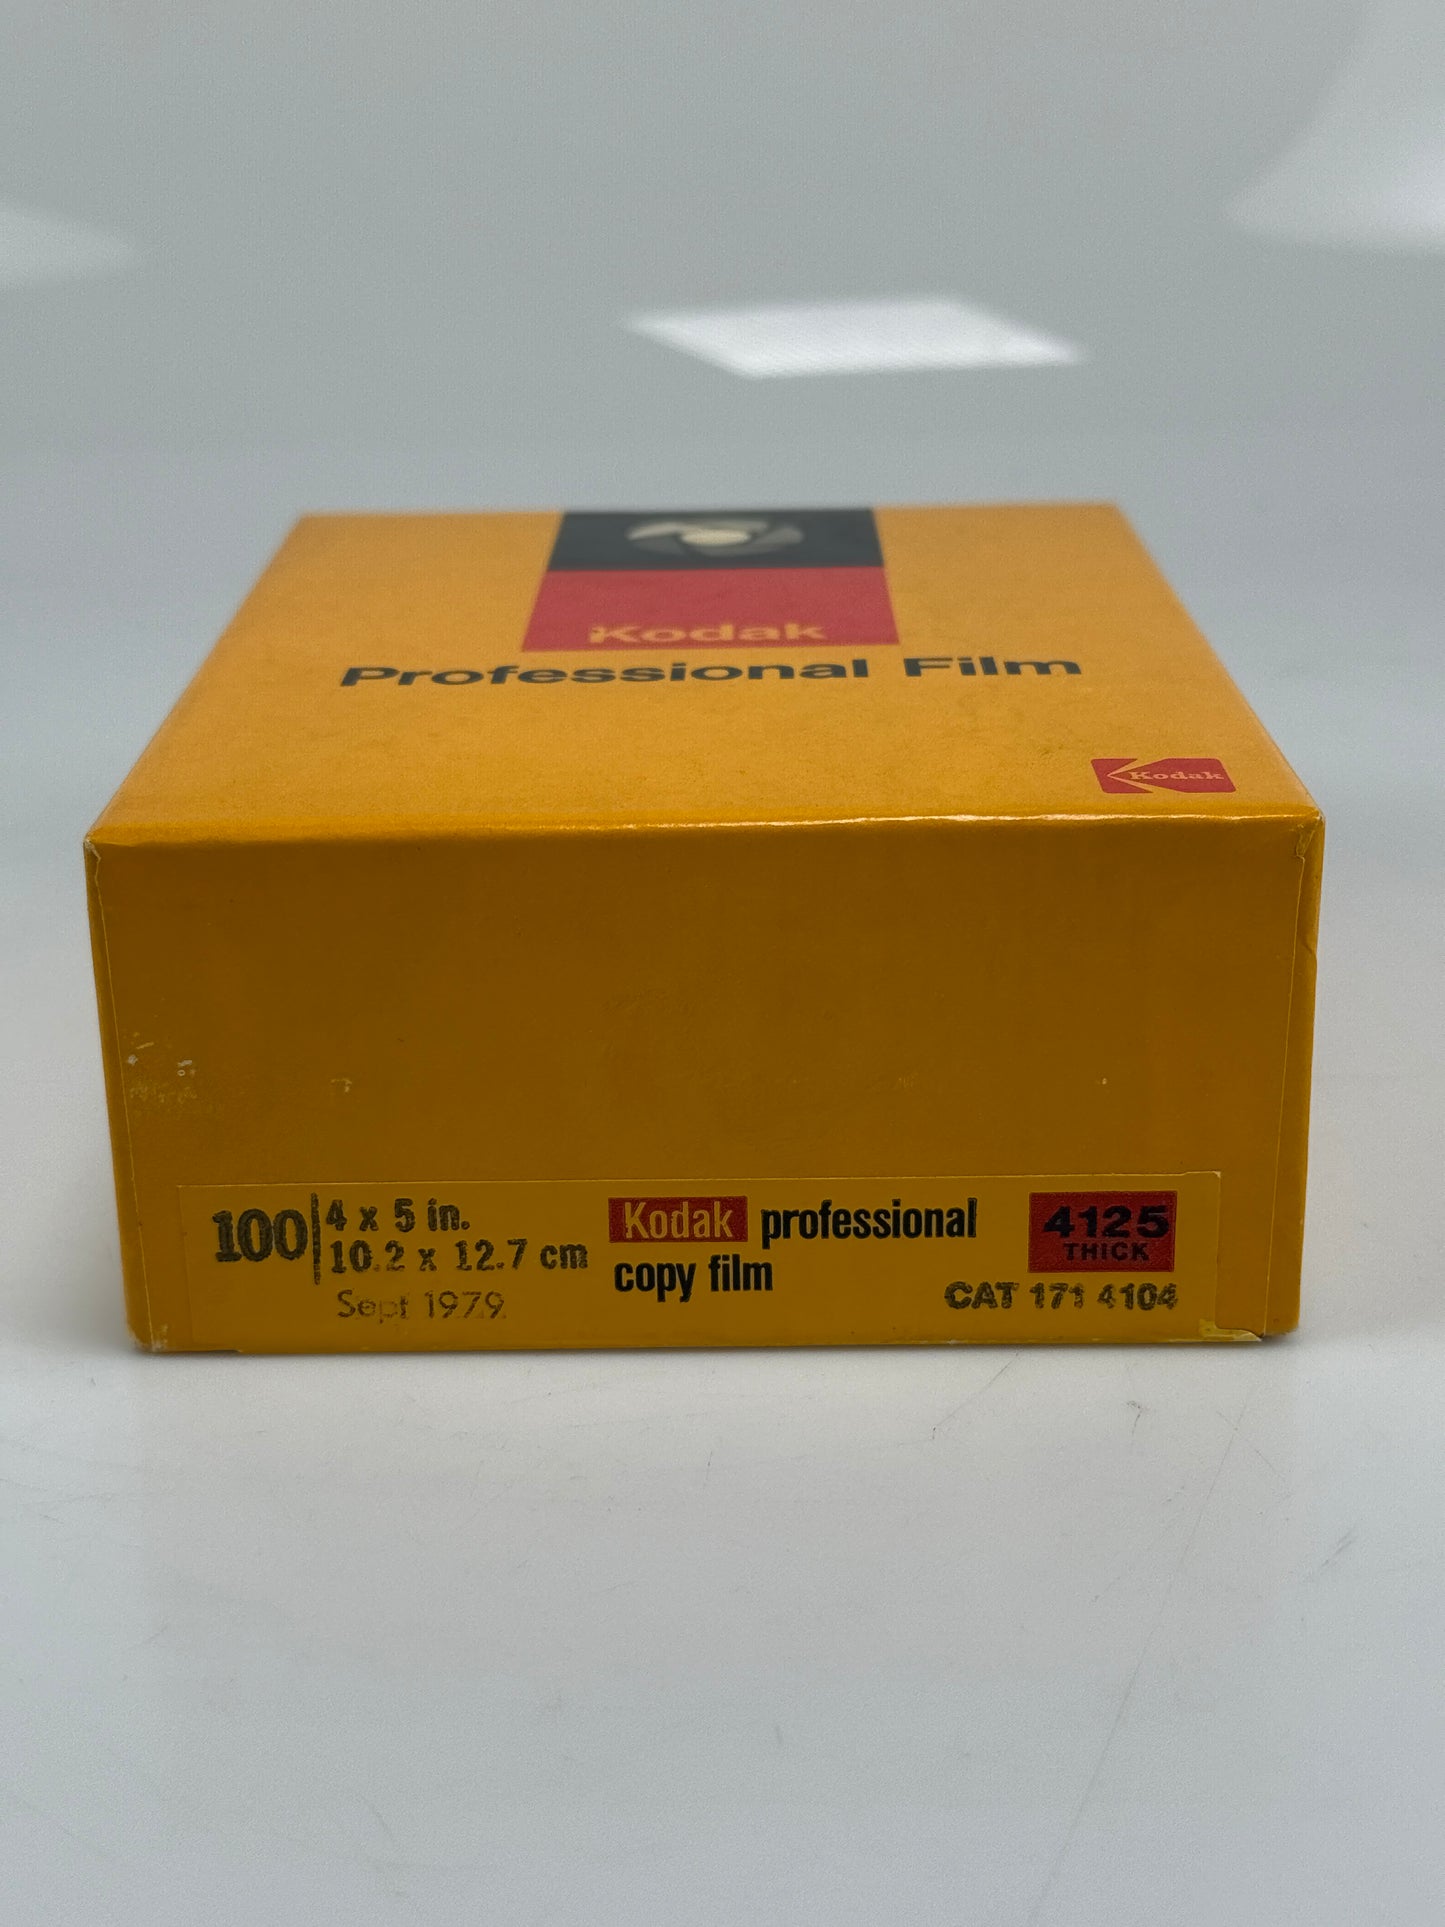 Kodak
Professional Film
Kodak
100 4 x 5 in.
10.2 x 12.7 cm
Sept 1979
Kodak professional
copy film
4125
THICK
CAT 171 4104